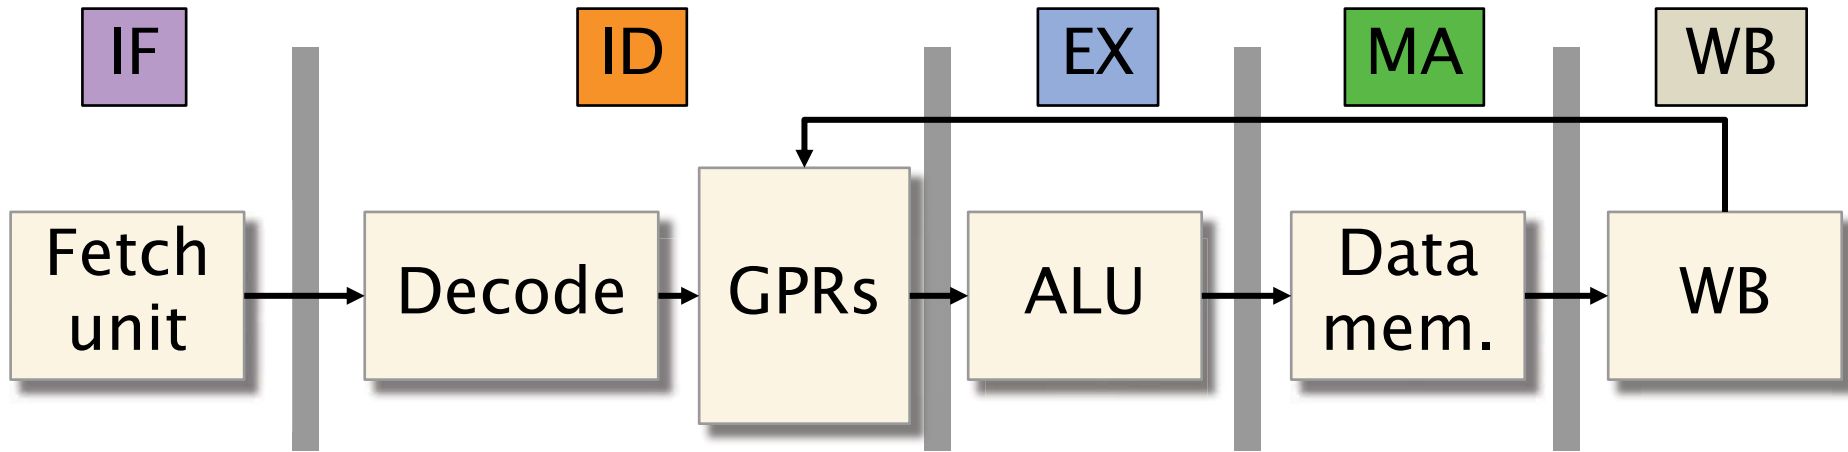 IF
ID
EX
MA
WB
Fetch
unit
Decode
GPRs
ALU
Data
mem.
WB